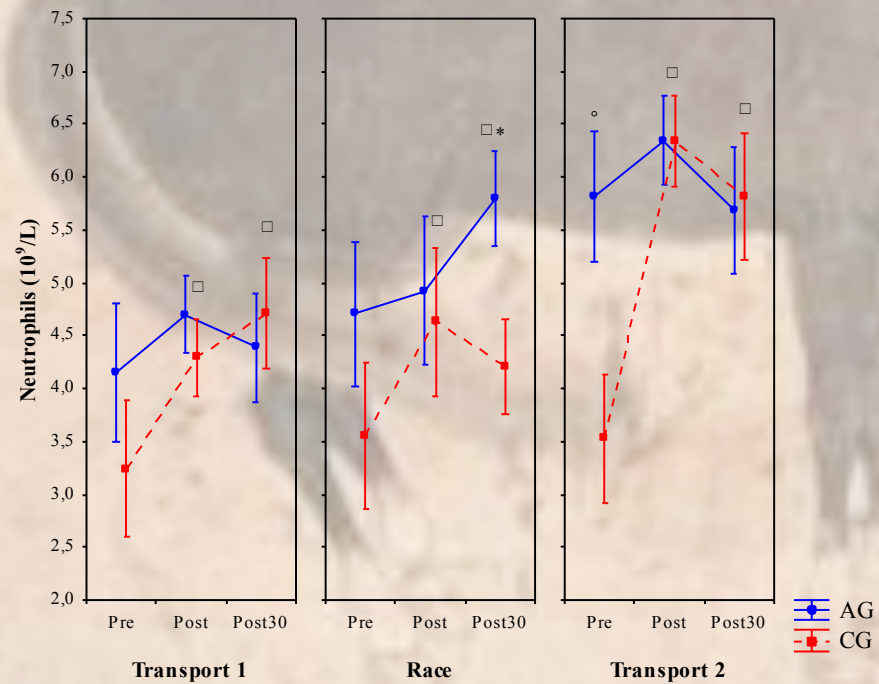 Neutrophils (10⁹/L)
7,5
7,0
6,5
6,0
5,5
5,0
4,5
4,0
3,5
3,0
2,5
2,0
□
□
□
□ *
°
□
□
Pre Post Post30
Pre Post Post30
Pre Post Post30
Transport 1 Race Transport 2
AG
CG